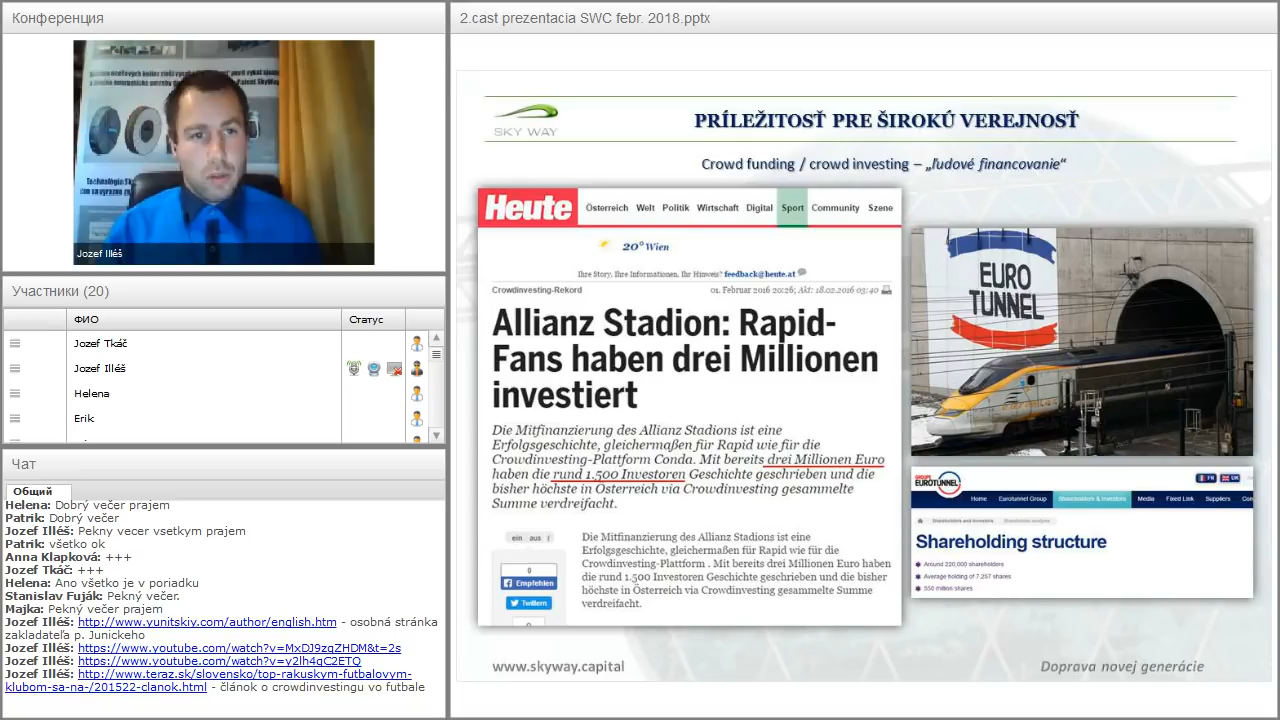 Конференция
Jozef Illéš
Участники (20)
ФИО
Статус
Jozef Tkáč
Jozef Illéš
Helena
Erik
Чат
Общий
Helena: Dobrý večer prajem
Patrik: Dobrý večer
Jozef Illéš: Pekny vecer vsetkym prajem
Patrik: všetko ok
Anna Klapková: +++
Jozef Tkáč: +++
Helena: Ano všetko je v poriadku
Stanislav Fuják: Pekný večer.
Majka: Pekný večer prajem
Jozef Illéš: http://www.yunitskiy.com/author/english.htm - osobná stránka
zakladateľa p. Junického
Jozef Illéš: https://www.youtube.com/watch?v=MxDJ9zqZHDM&t=2s
Jozef Illéš: https://www.youtube.com/watch?v=y2lh4gC2ETQ
Jozef Illéš: http://www.teraz.sk/slovensko/top-rakuskym-futbalovym-
klubom-sa-na-/201522-clanok.html - článok o crowdinvestingu vo futbale
2.cast prezentacia SWC febr. 2018.pptx
SKY WAY
PRÍLEŽITOSŤ PRE ŠIROKÚ VEREJNOSŤ
Crowd funding / crowd investing – „ľudové financovanie“
Heute
Österreich Welt Politik Wirtschaft Digital Sport Community Szene
20° Wien
Ihre Story, Ihre Informationen, Ihr Hinweis? feedback@heute.at
Crowdinvesting-Rekord
01. Februar 2016 20:26; Akt: 18.02.2016 03:40
Allianz Stadion: Rapid-
Fans haben drei Millionen
investiert
Die Mitfinanzierung des Allianz Stadions ist eine
Erfolgsgeschichte, gleichermaßen für Rapid wie für die
Crowdinvesting-Plattform Conda. Mit bereits drei Millionen Euro
haben die rund 1.500 Investoren Geschichte geschrieben und die
bisher höchste in Österreich via Crowdinvesting gesammelte
Summe verdreifacht.
ein aus
0
Empfehlen
Twittern
0
Die Mitfinanzierung des Allianz Stadions ist eine
Erfolgsgeschichte, gleichermaßen für Rapid wie für die
Crowdinvesting-Plattform . Mit bereits drei Millionen Euro haben
die rund 1.500 Investoren Geschichte geschrieben und die bisher
höchste in Österreich via Crowdinvesting gesammelte Summe
verdreifacht.
EURO
TUNNEL
GROUPE
EUROTUNNEL
FR UK
Home Eurotunnel Group Shareholders & Investors Media Fixed Link Suppliers Con
Shareholders and Investors Shareholder analysis
Shareholding structure
Around 220,000 shareholders
Average holding of 7,257 shares
550 million shares
www.skyway.capital
Doprava novej generácie